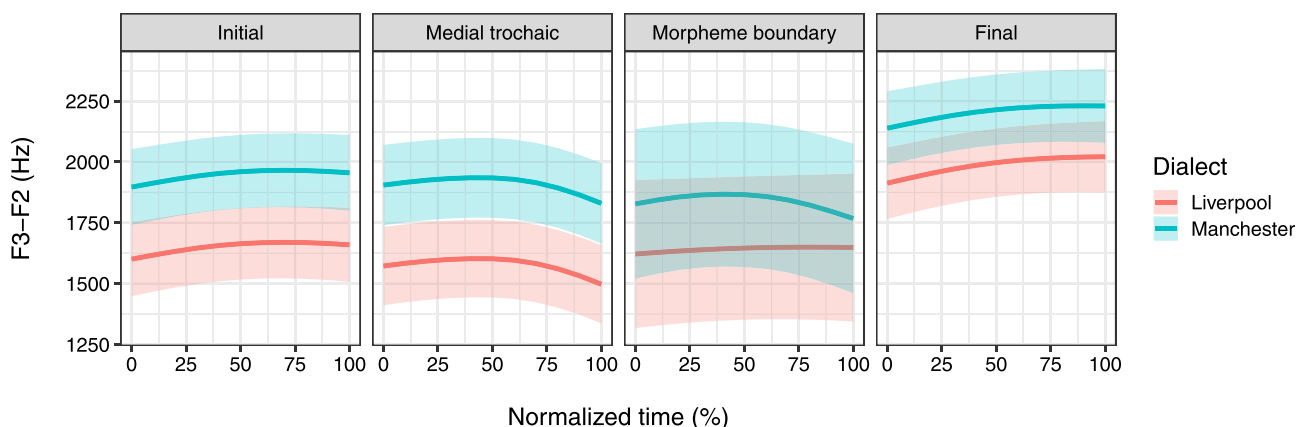 Initial
Medial trochaic
Morpheme boundary
Final
F3−F2 (Hz)
2250
2000
1750
1500
1250
0 25 50 75 100
0 25 50 75 100
0 25 50 75 100
0 25 50 75 100
Normalized time (%)
Dialect
Liverpool
Manchester